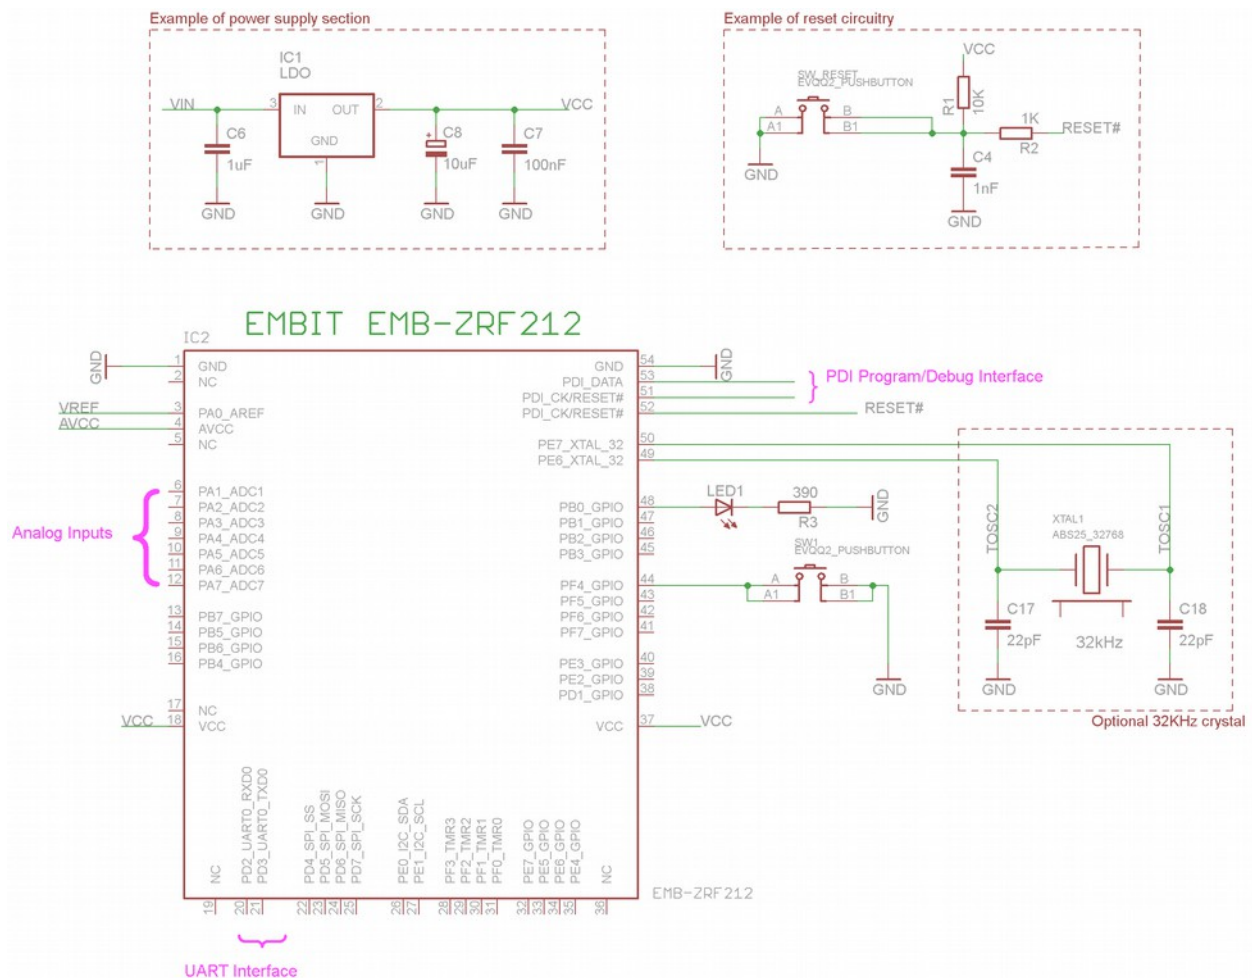 Example of power supply section
Example of reset circuitry
IC1
LDO
VIN
3
IN
OUT
2
VCC
GND
1
C6
1uF
+
C8
10uF
C7
100nF
GND
GND
GND
GND
VCC
SW_RESET
EVQQ2_PUSHBUTTON
A
A1
B
B1
R1
10K
1K
R2
RESET#
C4
1nF
GND
GND
EMBIT EMB-ZRF212
IC2
GND
1 GND
2 NC
VREF
3 PA0_AREF
AVCC
4 AVCC
5 NC
Analog Inputs
6 PA1_ADC1
7 PA2_ADC2
8 PA3_ADC3
9 PA4_ADC4
10 PA5_ADC5
11 PA6_ADC6
12 PA7_ADC7
13 PB7_GPIO
14 PB5_GPIO
15 PB6_GPIO
16 PB4_GPIO
17 NC
VCC
18 VCC
GND 54
GND
PDI_DATA 53
PDI_CK/RESET# 51
PDI Program/Debug Interface
PDI_CK/RESET# 52
RESET#
PE7_XTAL_32 50
PE6_XTAL_32 49
PB0_GPIO 48
PB1_GPIO 47
PB2_GPIO 46
PB3_GPIO 45
LED1
390
R3
GND
SW1
EVQQ2_PUSHBUTTON
A
A1
B
B1
GND
PF4_GPIO 44
PF5_GPIO 43
PF6_GPIO 42
PF7_GPIO 41
PE3_GPIO 40
PE2_GPIO 39
PD1_GPIO 38
VCC 37
VCC
TOSC2
TOSC1
XTAL1
ABS25_32768
32kHz
C17
22pF
C18
22pF
GND
GND
Optional 32KHz crystal
NC 19
PD2_UART0_RXD0 20
PD3_UART0_TXD0 21
PD4_SPI_SS 22
PD5_SPI_MOSI 23
PD6_SPI_MISO 24
PD7_SPI_SCK 25
PE0_I2C_SDA 26
PE1_I2C_SCL 27
PF3_TMR3 28
PF2_TMR2 29
PF1_TMR1 30
PF0_TMR0 31
PE7_GPIO 32
PE5_GPIO 33
PE6_GPIO 34
PE4_GPIO 35
NC 36
EMB-ZRF212
UART Interface